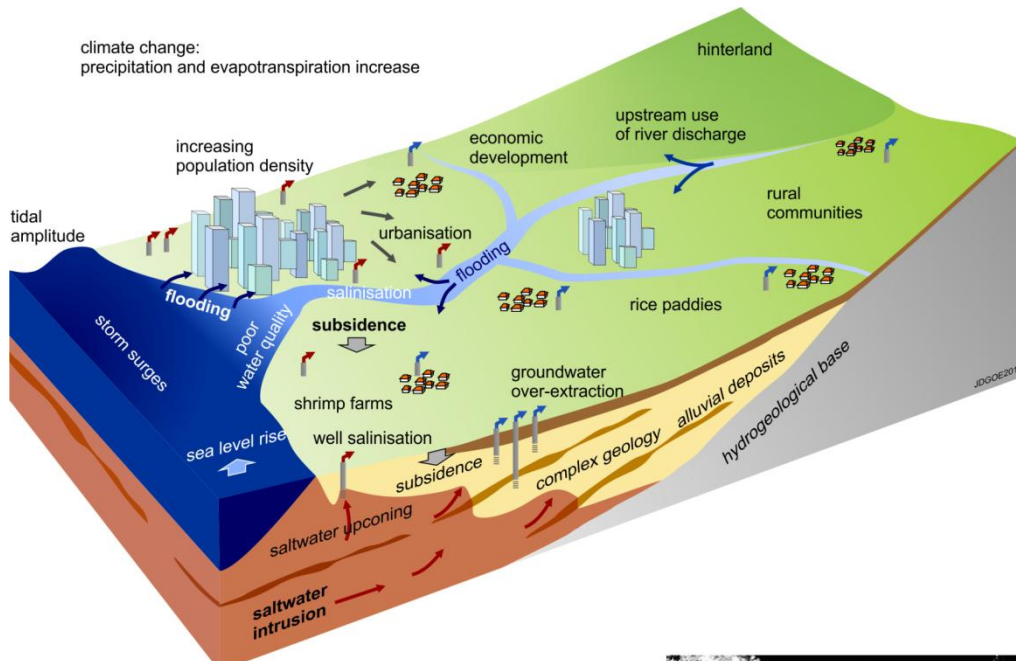 climate change:
precipitation and evapotranspiration increase
hinterland
upstream use
of river discharge
economic
development
increasing
population density
rural
communities
tidal
amplitude
urbanisation
flooding
salinisation
flooding
rice paddies
storm surges
poor
water quality
subsidence
groundwater
over-extraction
alluvial deposits
hydrogeological base
JDGOE201
shrimp farms
well salinisation
sea level rise
subsidence
complex geology
saltwater upconing
saltwater
intrusion